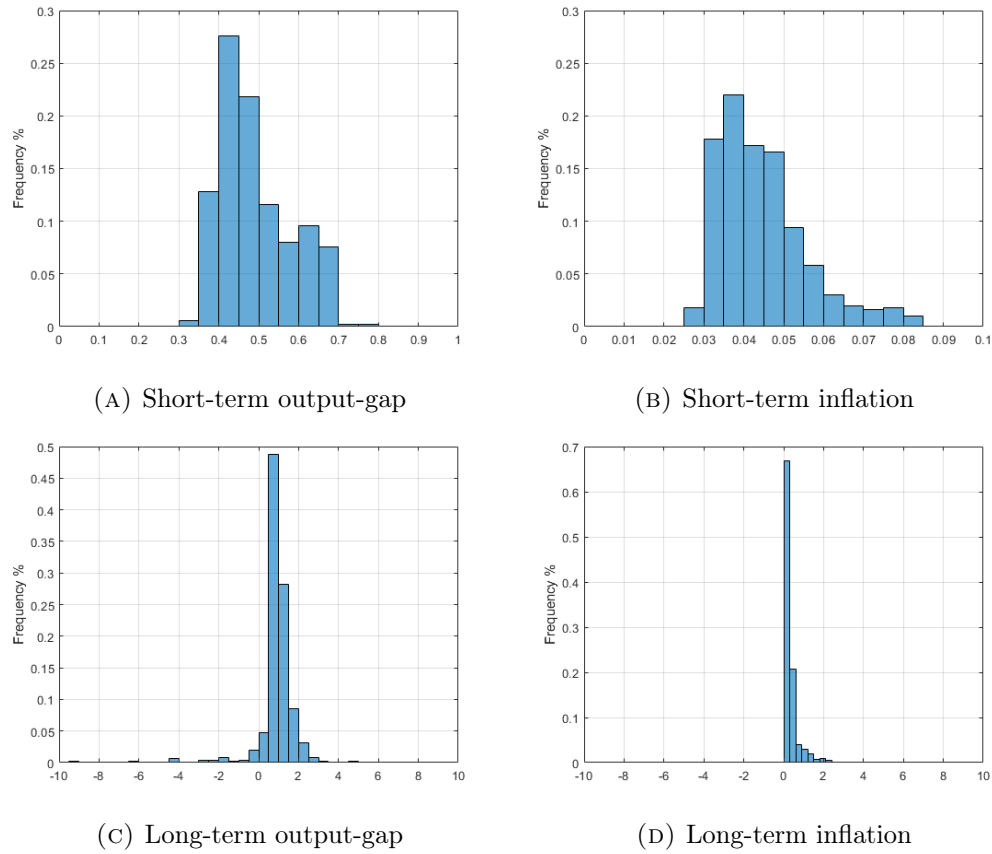 0.3
0.25
0.2
0.15
0.1
0.05
0
Frequency %
0 0.1 0.2 0.3 0.4 0.5 0.6 0.7 0.8 0.9 1
(A) Short-term output-gap
0.3
0.25
0.2
0.15
0.1
0.05
0
Frequency %
0 0.01 0.02 0.03 0.04 0.05 0.06 0.07 0.08 0.09 0.1
(B) Short-term inflation
0.5
0.45
0.4
0.35
0.3
0.25
0.2
0.15
0.1
0.05
0
Frequency %
-10 -8 -6 -4 -2 0 2 4 6 8 10
(C) Long-term output-gap
0.7
0.6
0.5
0.4
0.3
0.2
0.1
0
Frequency %
-10 -8 -6 -4 -2 0 2 4 6 8 10
(D) Long-term inflation